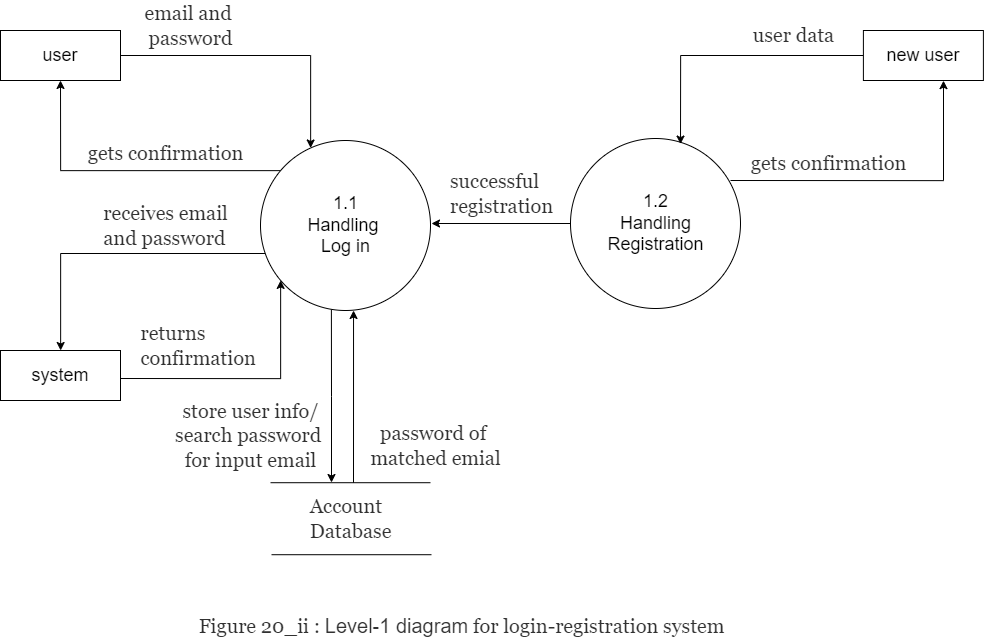 email and
password
user
user data
new user
gets confirmation
gets confirmation
successful
registration
1.1
Handling
Log in
1.2
Handling
Registration
receives email
and password
returns
confirmation
system
store user info/
search password
for input email
password of
matched emial
Account
Database
Figure 20_ii : Level-1 diagram for login-registration system